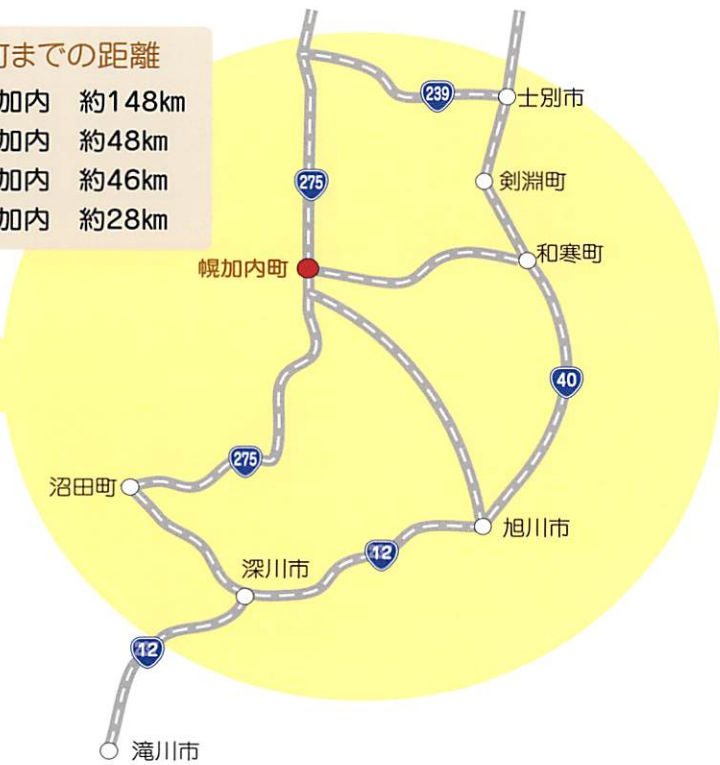 町までの距離
加内 約148km
加内 約48km
加内 約46km
加内 約28km
239
士別市
275
剣淵町
幌加内町
和寒町
40
275
沼田町
旭川市
12
深川市
12
滝川市